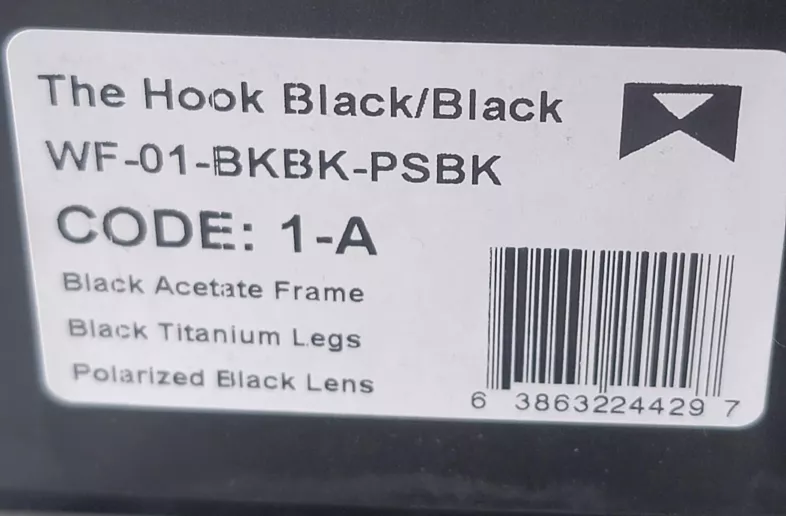 The Hook Black/Black
WF-01-BKBK-PSBK
CODE: 1-A
Black Acetate Frame
Black Titanium Legs
Polarized Black Lens
6 3863224429 7